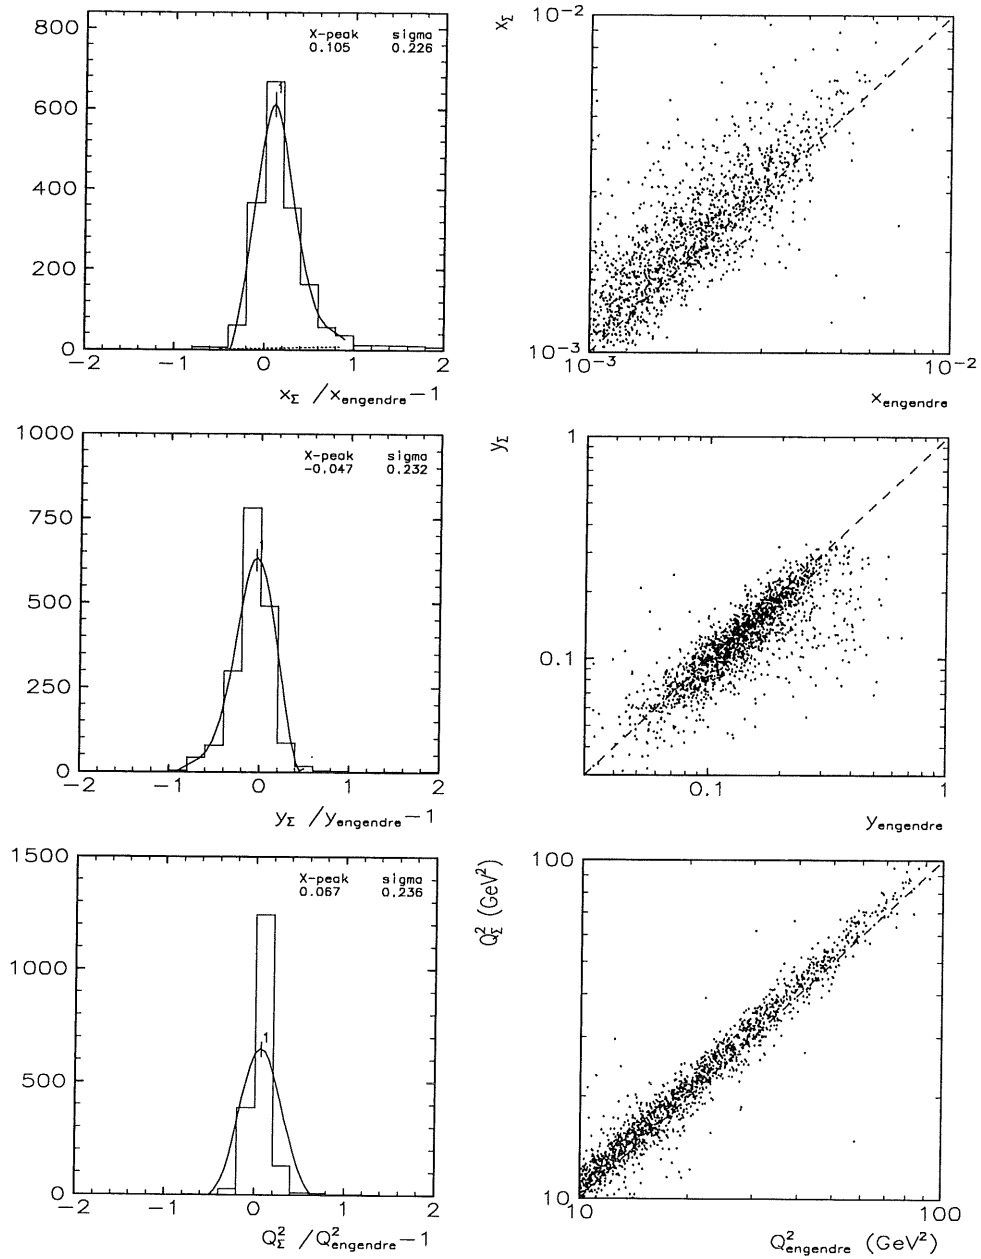 800
600
400
200
0
X-peak sigma
0.105 0.226
1
−2 −1 0 1 2
x_Σ / x_engendre −1
x_Σ
10^-2
10^-3
10^-3 10^-2
x_engendre
1000
750
500
250
0
X-peak sigma
-0.047 0.232
−2 −1 0 1 2
y_Σ / y_engendre −1
y_Σ
1
0.1
0.1 1
y_engendre
1500
1000
500
0
X-peak sigma
0.067 0.236
1
−2 −1 0 1 2
Q²_Σ / Q²_engendre −1
Q²_Σ (GeV²)
100
10
10 100
Q²_engendre (GeV²)